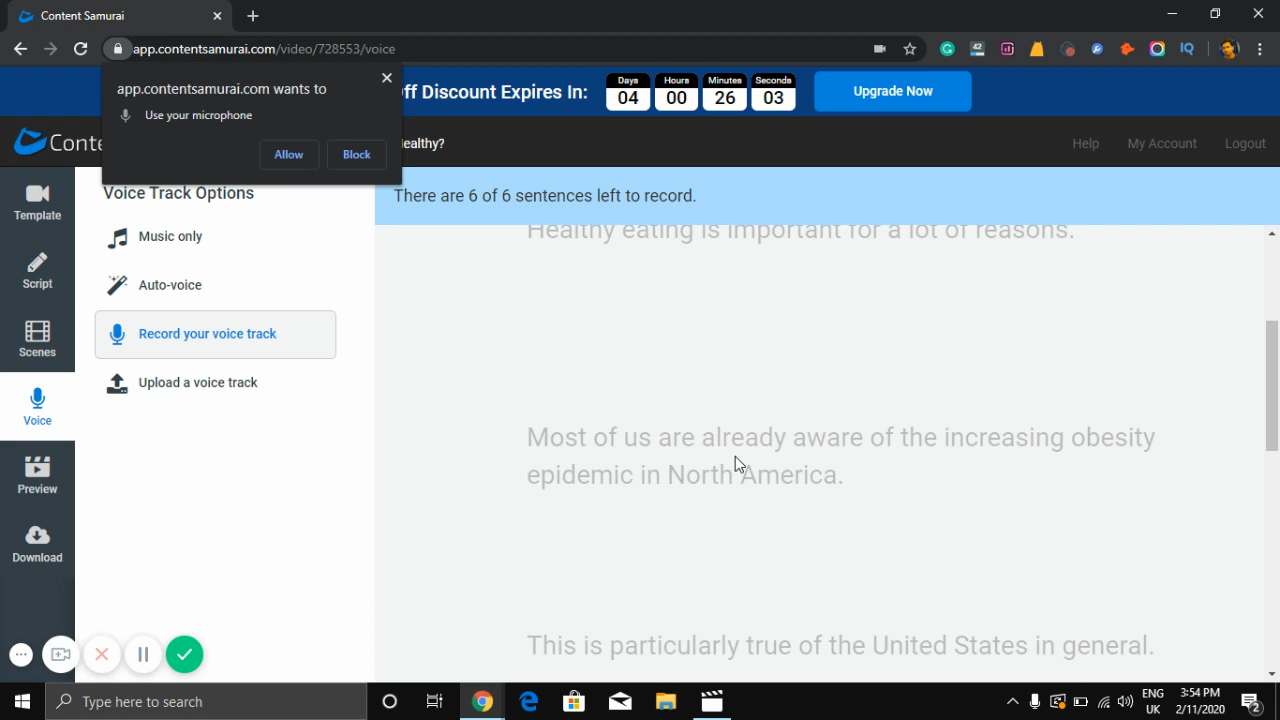 Content Samurai
app.contentsamurai.com/video/728553/voice
42
IQ
app.contentsamurai.com wants to
Use your microphone
Allow
Block
ff Discount Expires In:
Days
04
Hours
00
Minutes
26
Seconds
03
Upgrade Now
Conte
ealthy?
Help
My Account
Logout
Template
Script
Scenes
Voice
Preview
Download
Voice Track Options
Music only
Auto-voice
Record your voice track
Upload a voice track
There are 6 of 6 sentences left to record.
Healthy eating is important for a lot of reasons.
Most of us are already aware of the increasing obesity
epidemic in North America.
This is particularly true of the United States in general.
Type here to search
ENG
UK
3:54 PM
2/11/2020
2